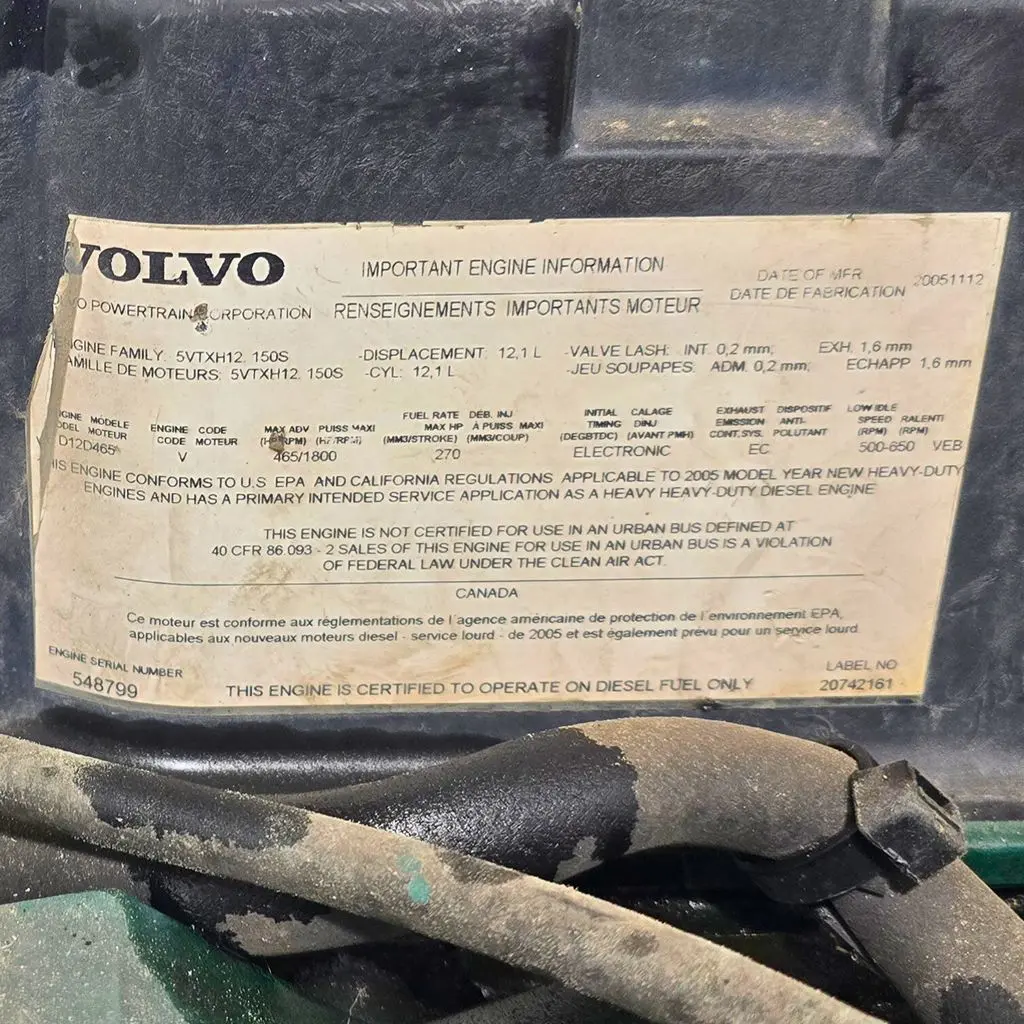 VOLVO
IMPORTANT ENGINE INFORMATION
DATE OF MFR 20051112
DATE DE FABRICATION
POWERTRAIN CORPORATION
RENSEIGNEMENTS IMPORTANTS MOTEUR
ENGINE FAMILY: 5VTXH12. 150S -DISPLACEMENT: 12,1 L -VALVE LASH: INT. 0,2 mm; EXH. 1,6 mm
FAMILLE DE MOTEURS: 5VTXH12. 150S -CYL: 12,1 L -JEU SOUPAPES: ADM. 0,2 mm; ECHAPP 1,6 mm
FUEL RATE DÉB. INJ INITIAL CALAGE EXHAUST DISPOSITIF LOW IDLE
MODÈLE ENGINE CODE MAX ADV PUISS MAXI MAX HP À PUISS MAXI TIMING DINJ EMISSION ANTI- SPEED RALENTI
MOTEUR CODE MOTEUR (HP/RPM) (HP/RPM) (MM3/STROKE) (MM3/COUP) (DEGBTDC) (AVANT PMH) CONT.SYS. POLUTANT (RPM) (RPM)
D12D465 V 465/1800 270 ELECTRONIC EC 500-650 VEB
THIS ENGINE CONFORMS TO U.S EPA AND CALIFORNIA REGULATIONS APPLICABLE TO 2005 MODEL YEAR NEW HEAVY-DUTY
ENGINES AND HAS A PRIMARY INTENDED SERVICE APPLICATION AS A HEAVY HEAVY-DUTY DIESEL ENGINE
THIS ENGINE IS NOT CERTIFIED FOR USE IN AN URBAN BUS DEFINED AT
40 CFR 86 093 - 2 SALES OF THIS ENGINE FOR USE IN AN URBAN BUS IS A VIOLATION
OF FEDERAL LAW UNDER THE CLEAN AIR ACT.
CANADA
Ce moteur est conforme aux réglementations de l'agence américaine de protection de l'environnement EPA,
applicables aux nouveaux moteurs diesel - service lourd - de 2005 et est également prévu pour un service lourd
ENGINE SERIAL NUMBER
548799
THIS ENGINE IS CERTIFIED TO OPERATE ON DIESEL FUEL ONLY
LABEL NO
20742161